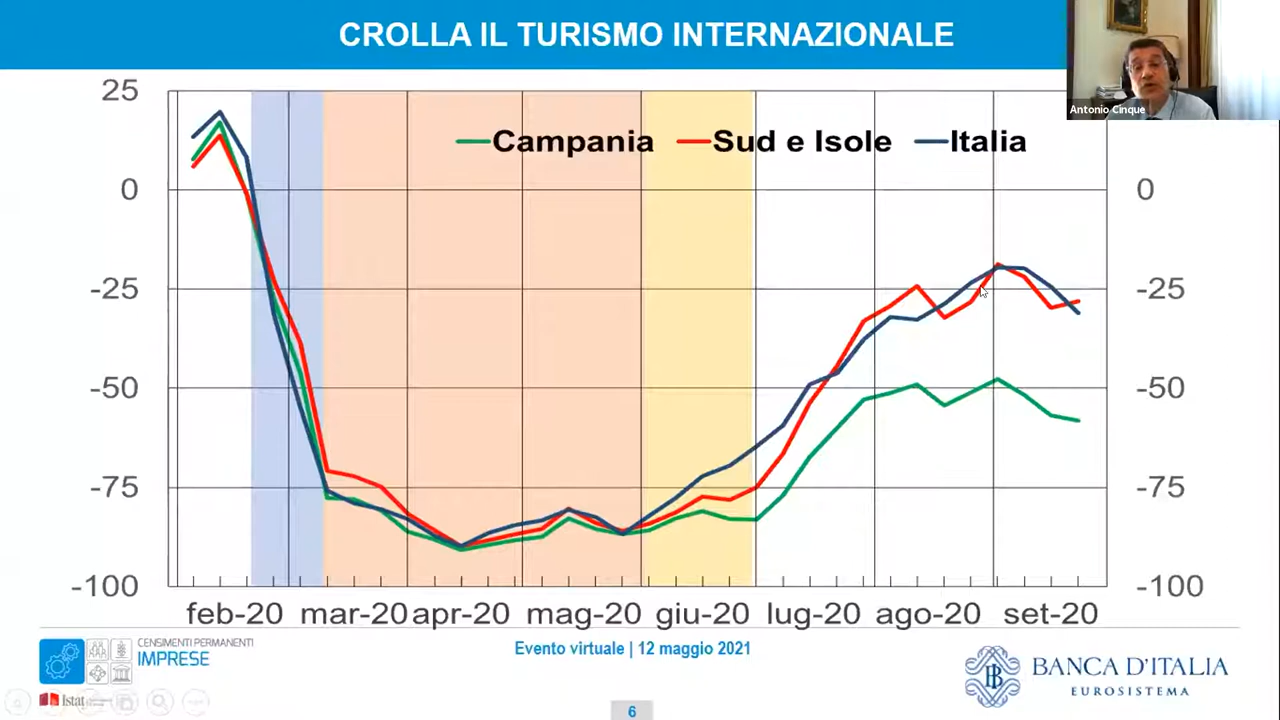 CROLLA IL TURISMO INTERNAZIONALE
Antonio Cinque
25
Campania Sud e Isole Italia
0 0
-25 -25
-50 -50
-75 -75
-100 -100
feb-20 mar-20 apr-20 mag-20 giu-20 lug-20 ago-20 set-20
CENSIMENTI PERMANENTI
IMPRESE
Evento virtuale | 12 maggio 2021
BANCA D'ITALIA
EUROSISTEMA
Istat
6